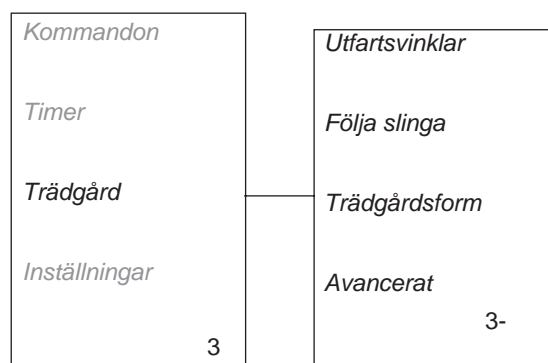 Kommandon
Timer
Trädgård
Inställningar
3
Utfartsvinklar
Följa slinga
Trädgårdsform
Avancerat
3-